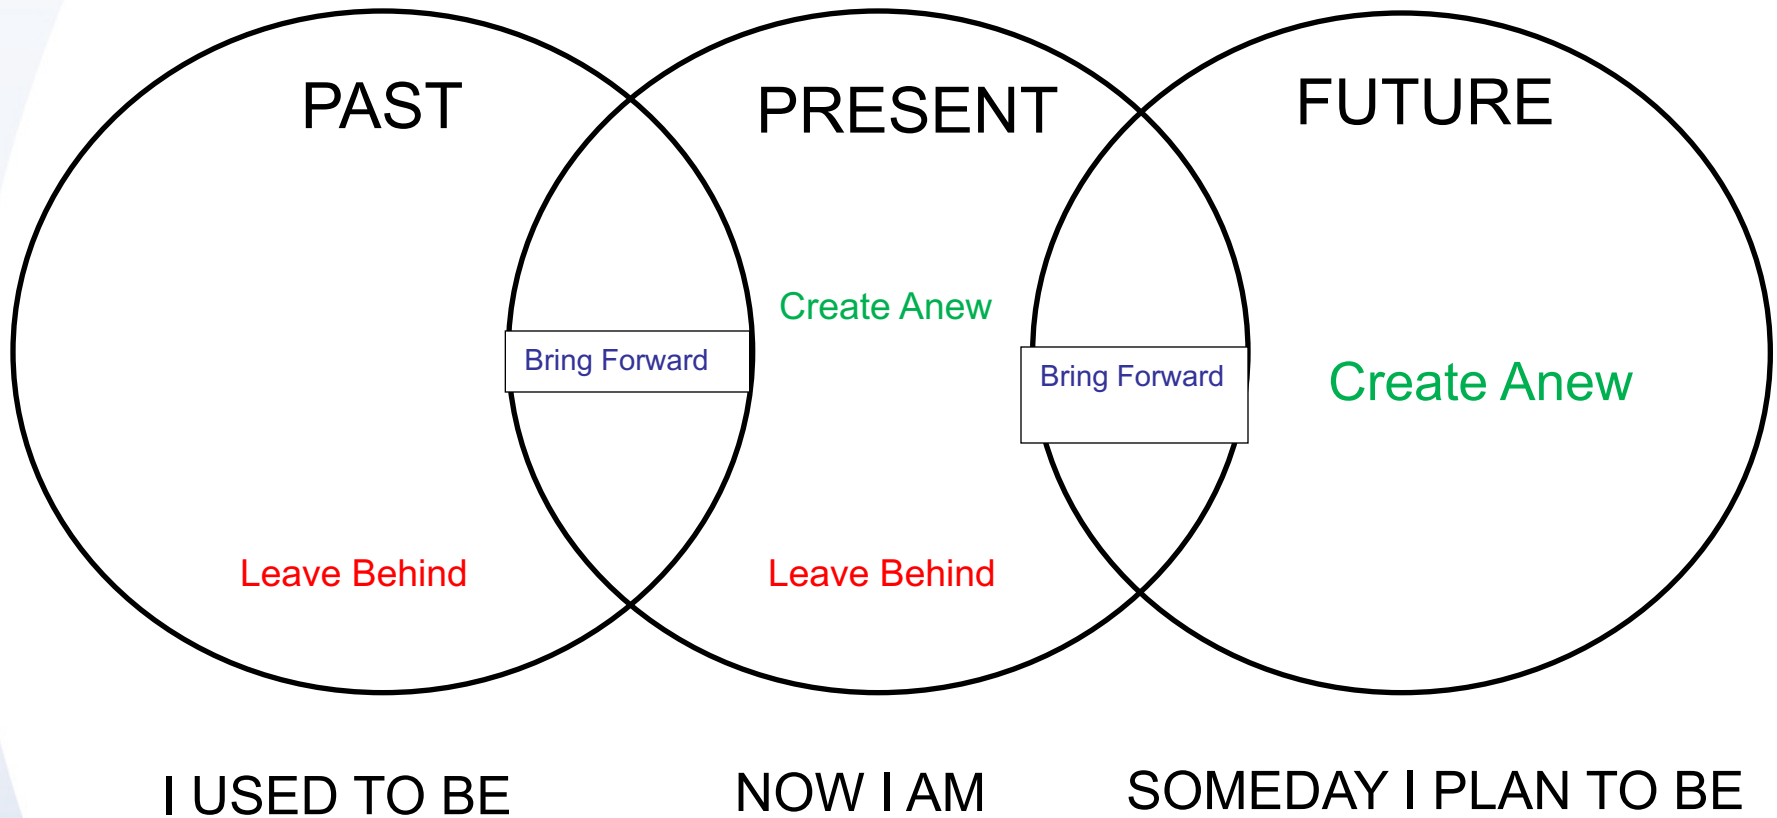 PAST
PRESENT
FUTURE
Create Anew
Bring Forward
Bring Forward
Create Anew
Leave Behind
Leave Behind
I USED TO BE
NOW I AM
SOMEDAY I PLAN TO BE